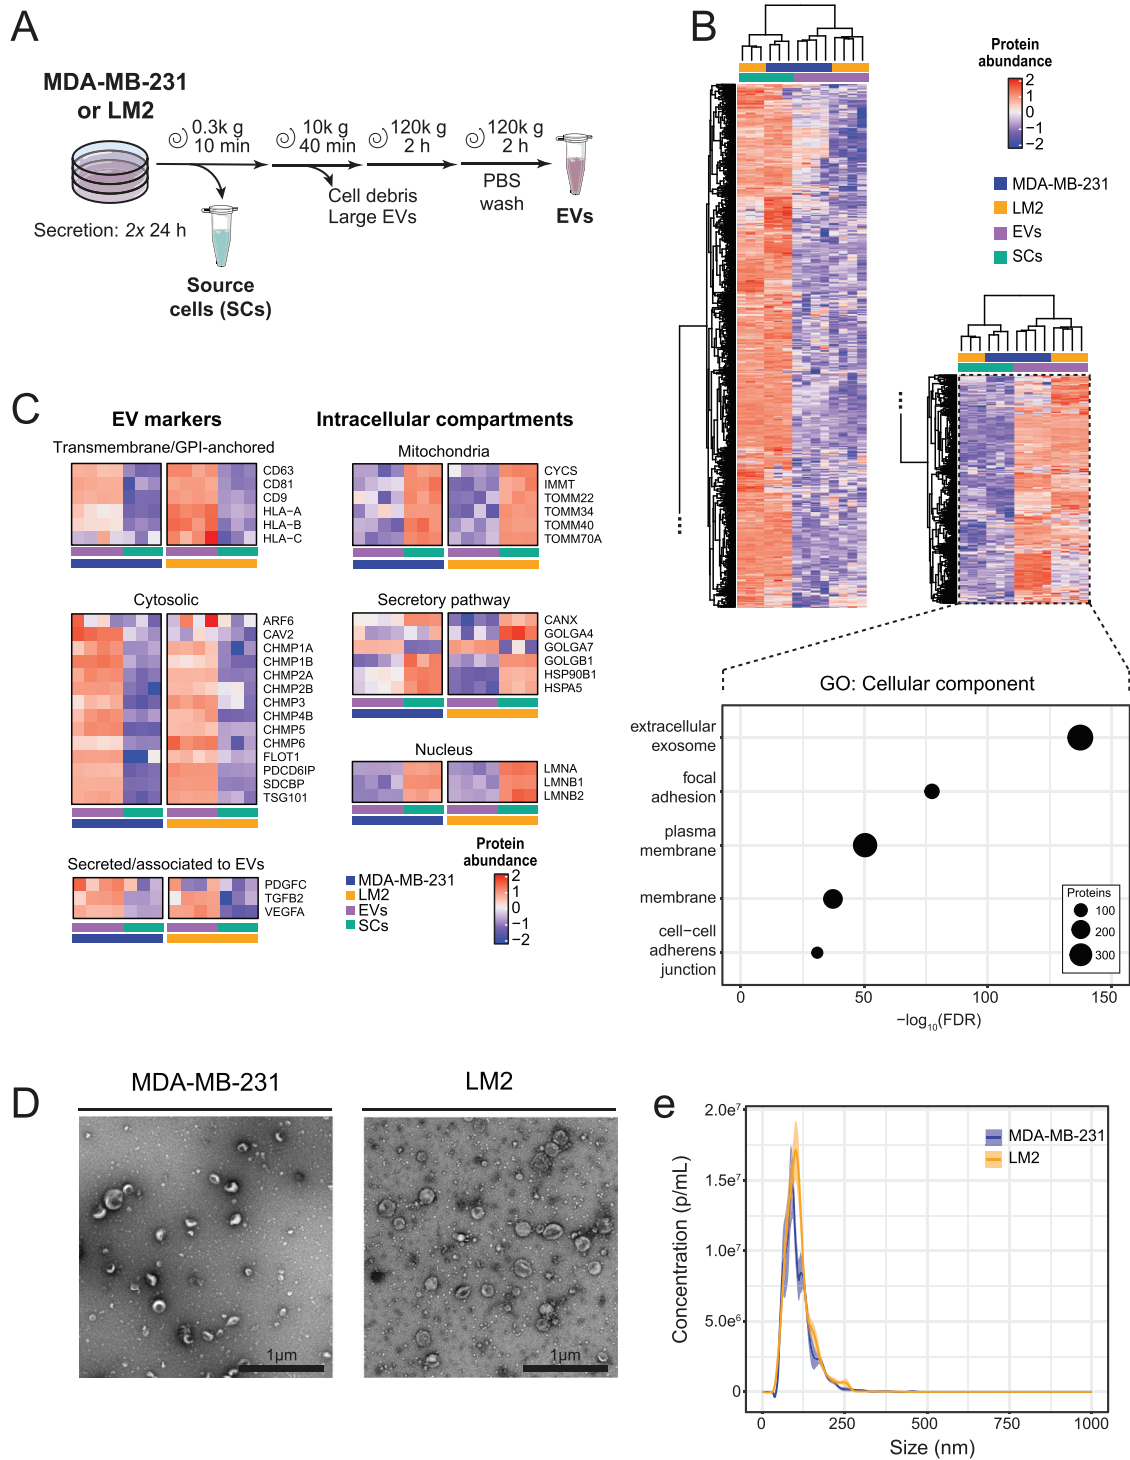 A
MDA-MB-231
or LM2
0.3k g
10 min
10k g
40 min
120k g
2 h
120k g
2 h
Cell debris
Large EVs
PBS
wash
EVs
Secretion: 2x 24 h
Source
cells (SCs)
B
Protein
abundance
2
1
0
−1
−2
MDA-MB-231
LM2
EVs
SCs
GO: Cellular component
extracellular
exosome
focal
adhesion
plasma
membrane
membrane
cell−cell
adherens
junction
Proteins
100
200
300
0
50
100
150
−log10(FDR)
C
EV markers
Transmembrane/GPI-anchored
CD63
CD81
CD9
HLA−A
HLA−B
HLA−C
Cytosolic
ARF6
CAV2
CHMP1A
CHMP1B
CHMP2A
CHMP2B
CHMP3
CHMP4B
CHMP5
CHMP6
FLOT1
PDCD6IP
SDCBP
TSG101
Secreted/associated to EVs
PDGFC
TGFB2
VEGFA
Intracellular compartments
Mitochondria
CYCS
IMMT
TOMM22
TOMM34
TOMM40
TOMM70A
Secretory pathway
CANX
GOLGA4
GOLGA7
GOLGB1
HSP90B1
HSPA5
Nucleus
LMNA
LMNB1
LMNB2
MDA-MB-231
LM2
EVs
SCs
Protein
abundance
2
1
0
−1
−2
D
MDA-MB-231
LM2
1µm
1µm
e
2.0e7
1.5e7
1.0e7
5.0e6
0
Concentration (p/mL)
MDA-MB-231
LM2
0
250
500
750
1000
Size (nm)